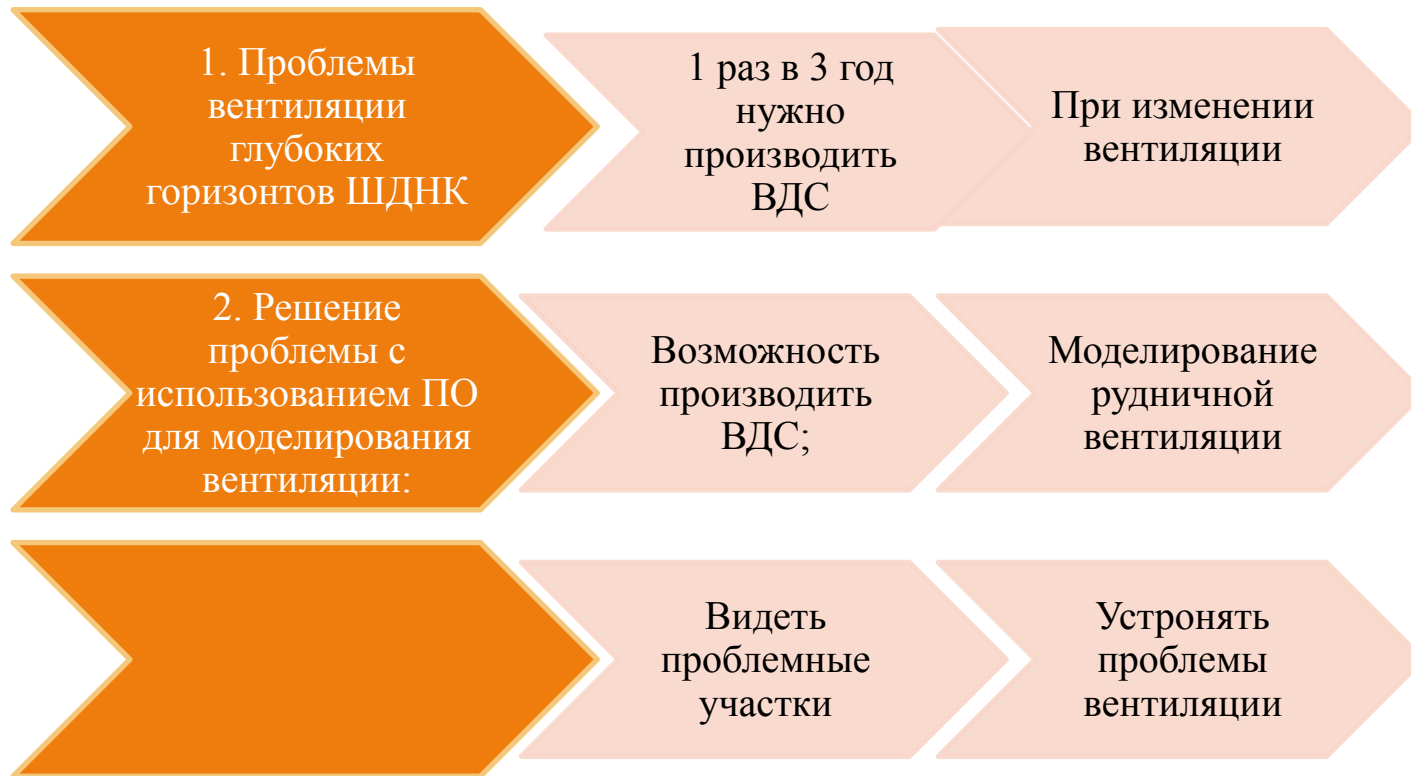 1. Проблемы
вентиляции
глубоких
горизонтов ШДНК
1 раз в 3 год
нужно
производить
ВДС
При изменении
вентиляции
2. Решение
проблемы с
использованием ПО
для моделирования
вентиляции:
Возможность
производить
ВДС;
Моделирование
рудничной
вентиляции
Видеть
проблемные
участки
Устронять
проблемы
вентиляции